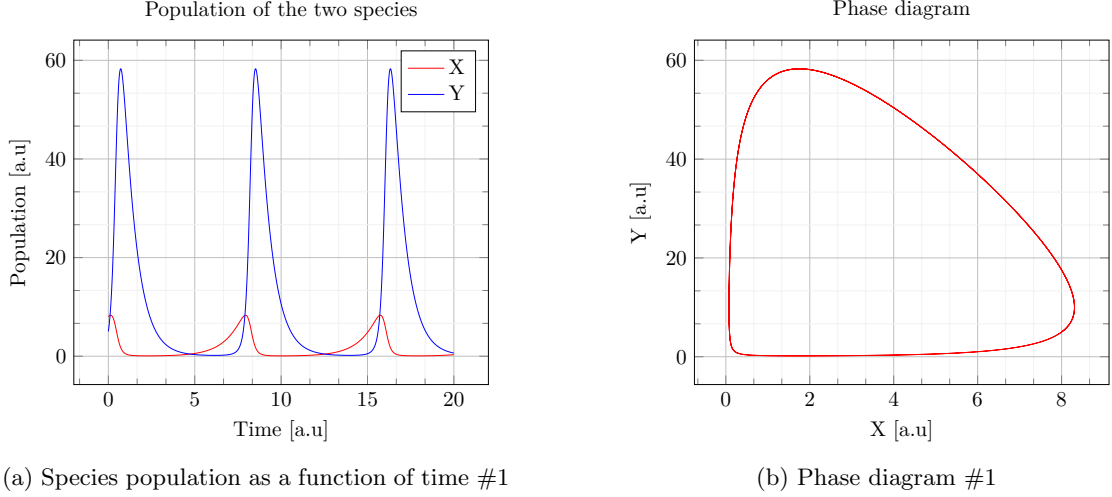 Population of the two species
60
40
20
0
0
5
10
15
20
Population [a.u]
Time [a.u]
X
Y
(a) Species population as a function of time #1
Phase diagram
60
40
20
0
0
2
4
6
8
Y [a.u]
X [a.u]
(b) Phase diagram #1